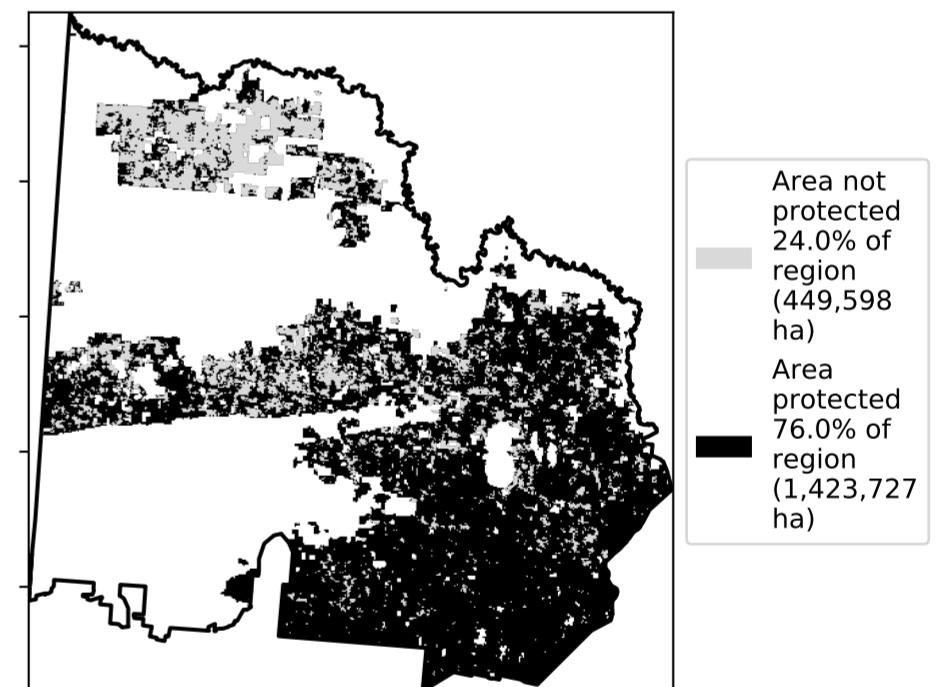 Area not
protected
24.0% of
region
(449,598
ha)
Area
protected
76.0% of
region
(1,423,727
ha)